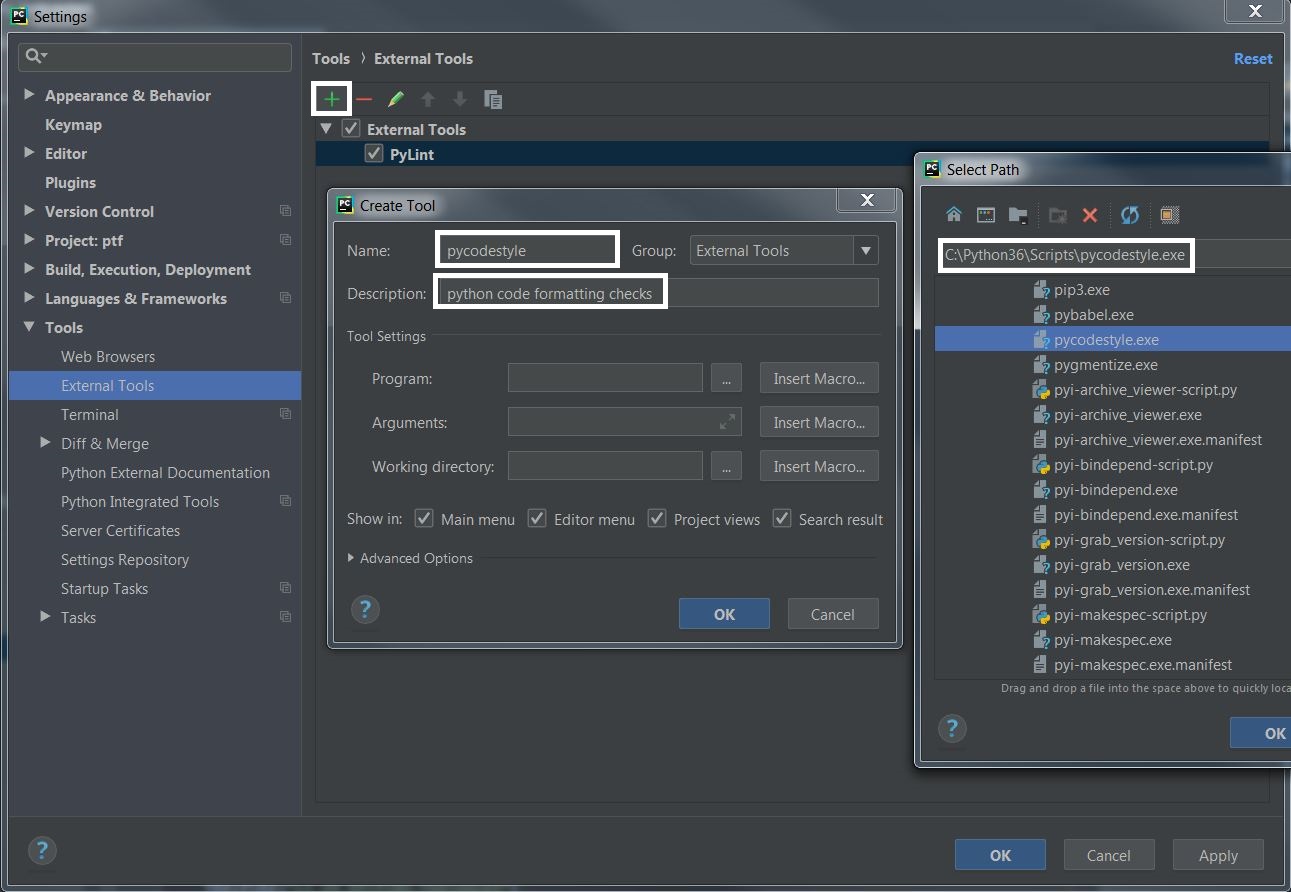 Settings
Appearance & Behavior
Keymap
Editor
Plugins
Version Control
Project: ptf
Build, Execution, Deployment
Languages & Frameworks
Tools
Web Browsers
External Tools
Terminal
Diff & Merge
Python External Documentation
Python Integrated Tools
Server Certificates
Settings Repository
Startup Tasks
Tasks
Tools › External Tools
Reset
External Tools
PyLint
Create Tool
Name: pycodestyle Group: External Tools
Description: python code formatting checks
Tool Settings
Program: ... Insert Macro...
Arguments: Insert Macro...
Working directory: ... Insert Macro...
Show in: Main menu Editor menu Project views Search result
Advanced Options
? OK Cancel
Select Path
C:\Python36\Scripts\pycodestyle.exe
pip3.exe
pybabel.exe
pycodestyle.exe
pygmentize.exe
pyi-archive_viewer-script.py
pyi-archive_viewer.exe
pyi-archive_viewer.exe.manifest
pyi-bindepend-script.py
pyi-bindepend.exe
pyi-bindepend.exe.manifest
pyi-grab_version-script.py
pyi-grab_version.exe
pyi-grab_version.exe.manifest
pyi-makespec-script.py
pyi-makespec.exe
pyi-makespec.exe.manifest
Drag and drop a file into the space above to quickly loca
? OK
? OK Cancel Apply